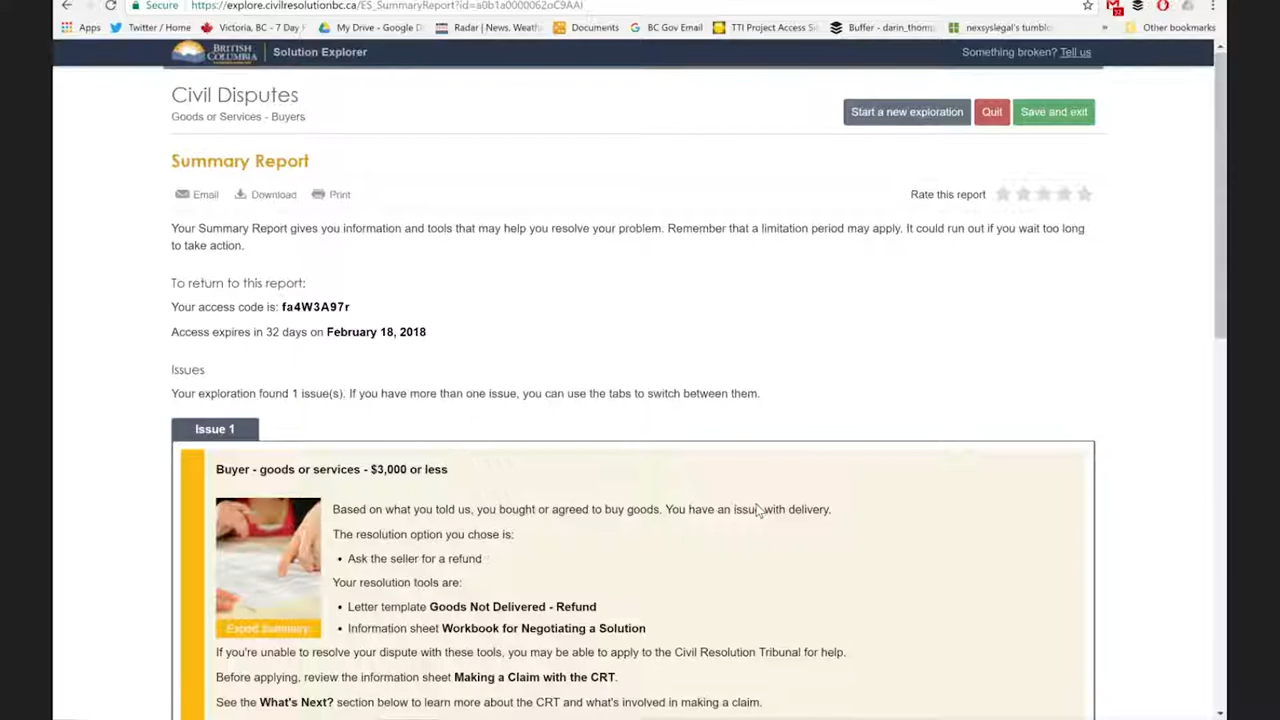 Secure https://explore.civilresolutionbc.ca/ES_SummaryReport?id=a0b1a0000062oC9AAI
Apps Twitter / Home Victoria, BC - 7 Day F My Drive - Google D Radar | News, Weath Documents BC Gov Email TTI Project Access Si Buffer - darin_thomp nexsyslegal's tumblo » Other bookmarks
BRITISH COLUMBIA Solution Explorer Something broken? Tell us
Civil Disputes
Goods or Services - Buyers
Start a new exploration Quit Save and exit
Summary Report
Email Download Print Rate this report
Your Summary Report gives you information and tools that may help you resolve your problem. Remember that a limitation period may apply. It could run out if you wait too long
to take action.
To return to this report:
Your access code is: fa4W3A97r
Access expires in 32 days on February 18, 2018
Issues
Your exploration found 1 issue(s). If you have more than one issue, you can use the tabs to switch between them.
Issue 1
Buyer - goods or services - $3,000 or less
Based on what you told us, you bought or agreed to buy goods. You have an issue with delivery.
The resolution option you chose is:
• Ask the seller for a refund
Your resolution tools are:
• Letter template Goods Not Delivered - Refund
• Information sheet Workbook for Negotiating a Solution
Expert Summary
If you're unable to resolve your dispute with these tools, you may be able to apply to the Civil Resolution Tribunal for help.
Before applying, review the information sheet Making a Claim with the CRT.
See the What's Next? section below to learn more about the CRT and what's involved in making a claim.